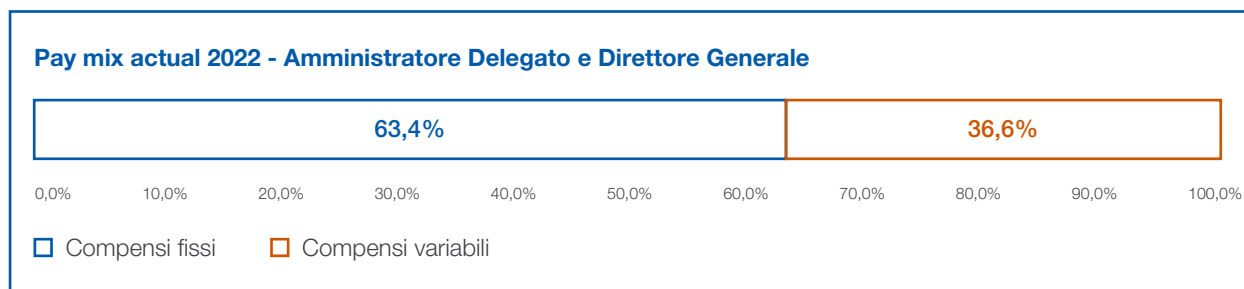 Pay mix actual 2022 - Amministratore Delegato e Direttore Generale
63,4% 36,6%
0,0% 10,0% 20,0% 30,0% 40,0% 50,0% 60,0% 70,0% 80,0% 90,0% 100,0%
Compensi fissi Compensi variabili